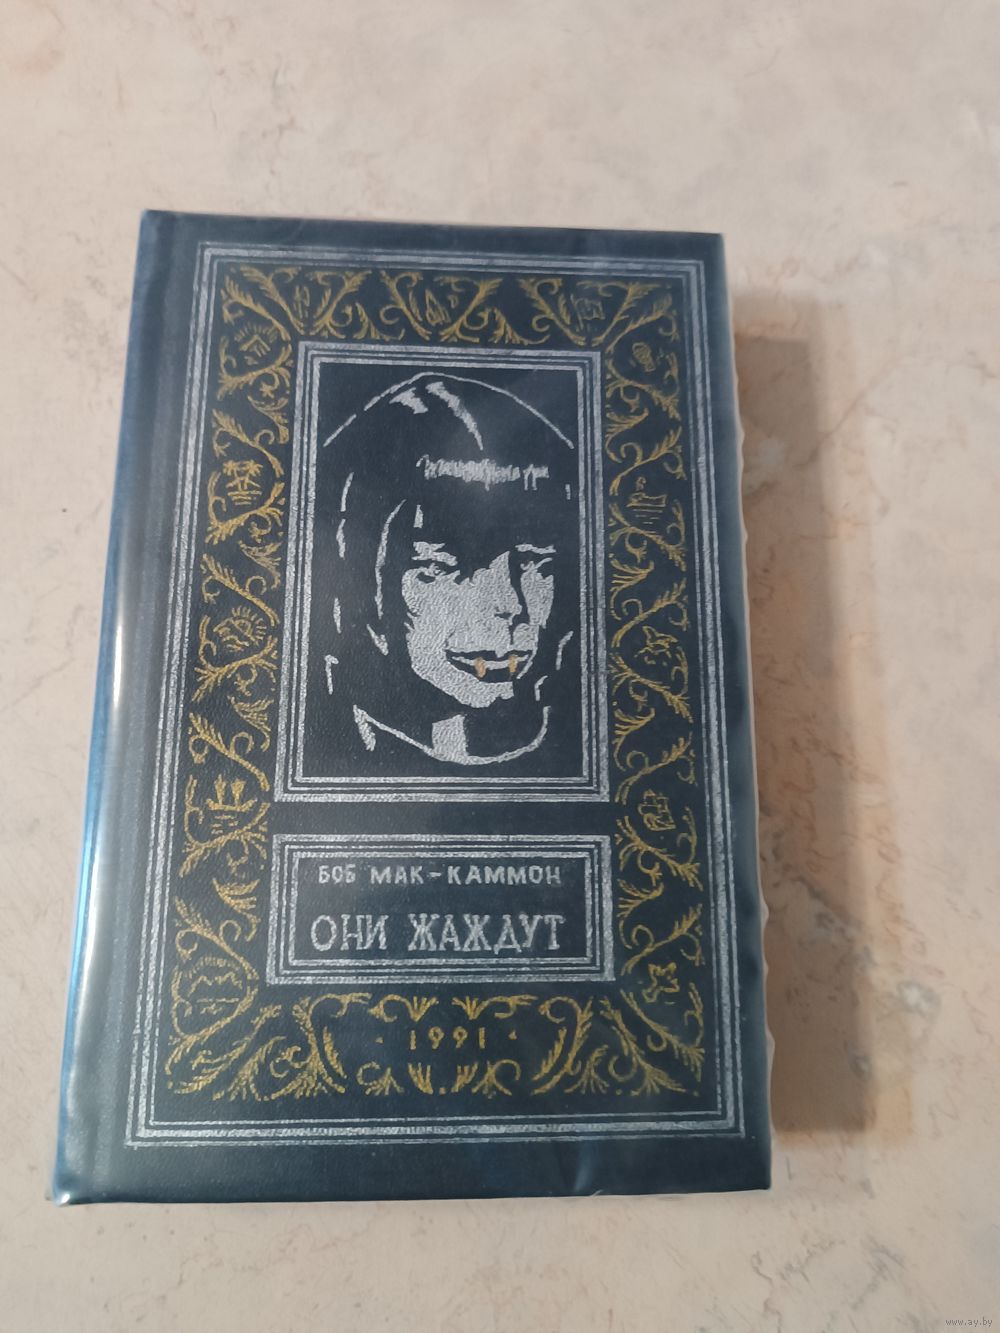 БОБ МАК-КАММОН
ОНИ ЖАЖДУТ
· 1991 ·
www.ay.by